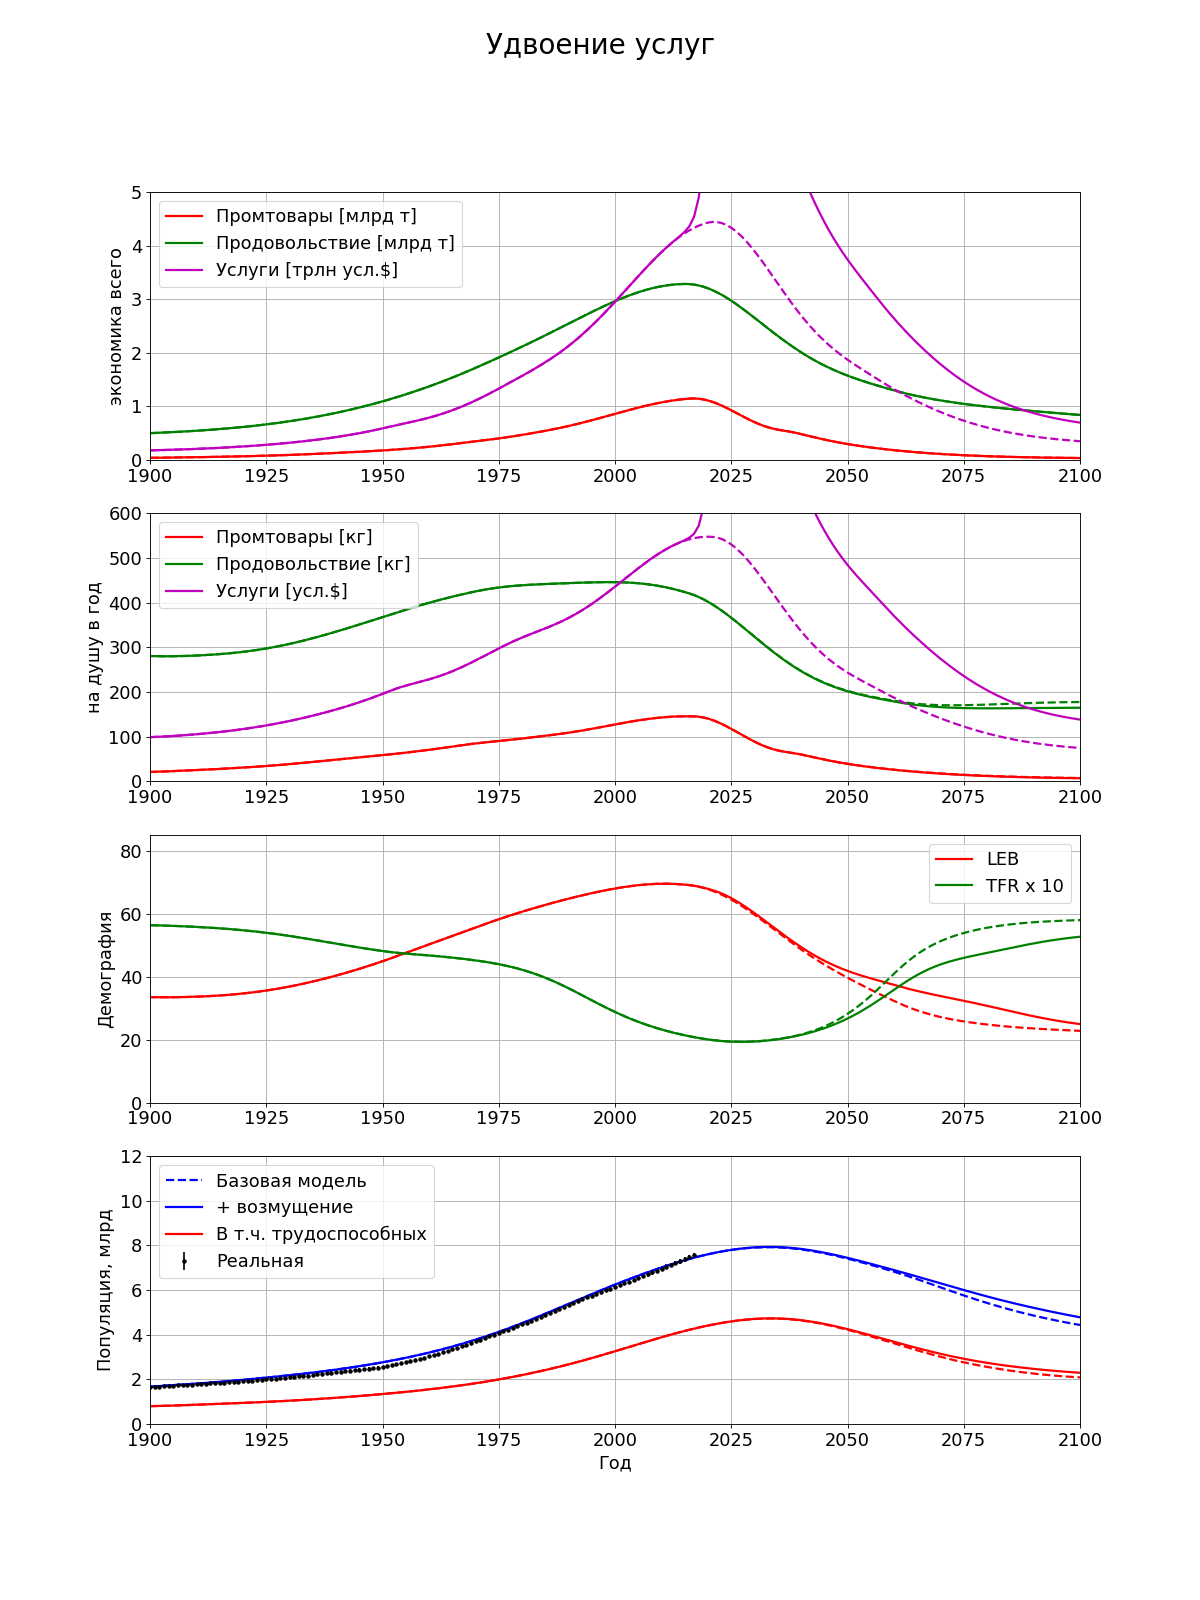 Удвоение услуг
экономика всего
5
4
3
2
1
0
Промтовары [млрд т]
Продовольствие [млрд т]
Услуги [трлн усл.$]
1900 1925 1950 1975 2000 2025 2050 2075 2100
на душу в год
600
500
400
300
200
100
0
Промтовары [кг]
Продовольствие [кг]
Услуги [усл.$]
1900 1925 1950 1975 2000 2025 2050 2075 2100
Демография
80
60
40
20
0
LEB
TFR x 10
1900 1925 1950 1975 2000 2025 2050 2075 2100
Популяция, млрд
12
10
8
6
4
2
0
Базовая модель
+ возмущение
В т.ч. трудоспособных
Реальная
1900 1925 1950 1975 2000 2025 2050 2075 2100
Год